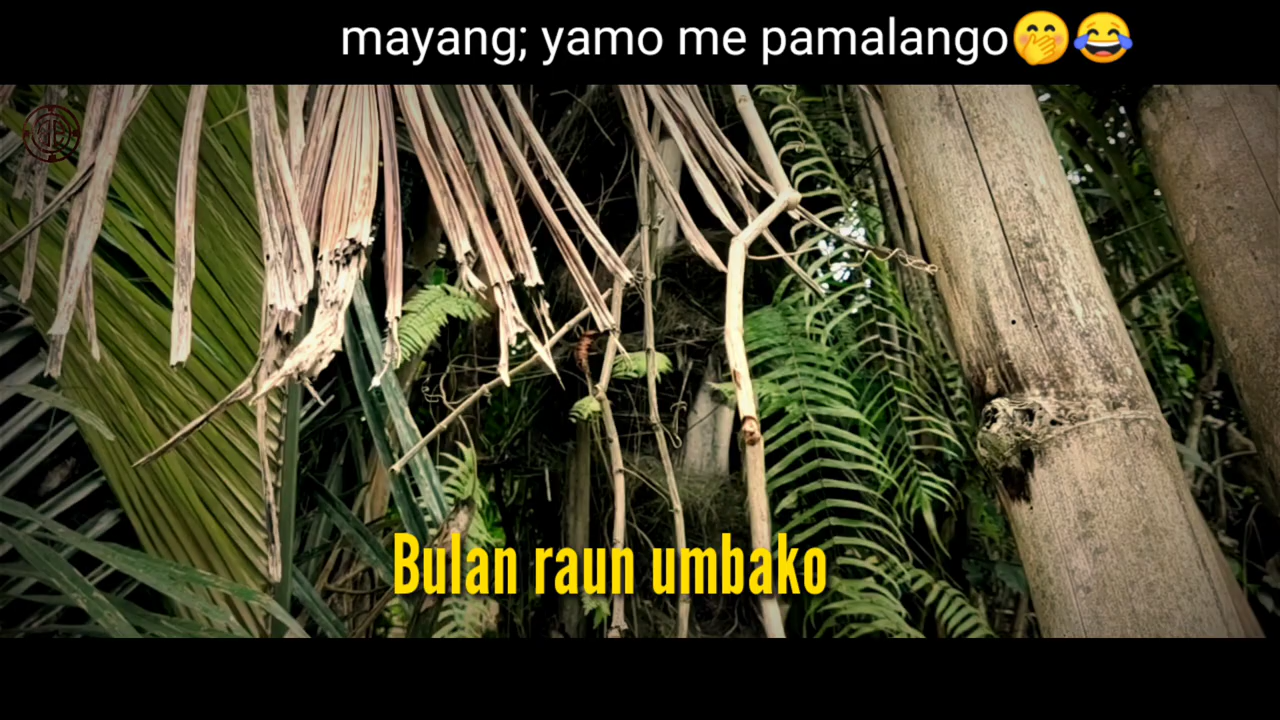 mayang; yamo me pamalango🤭😂
Bulan raun umbako